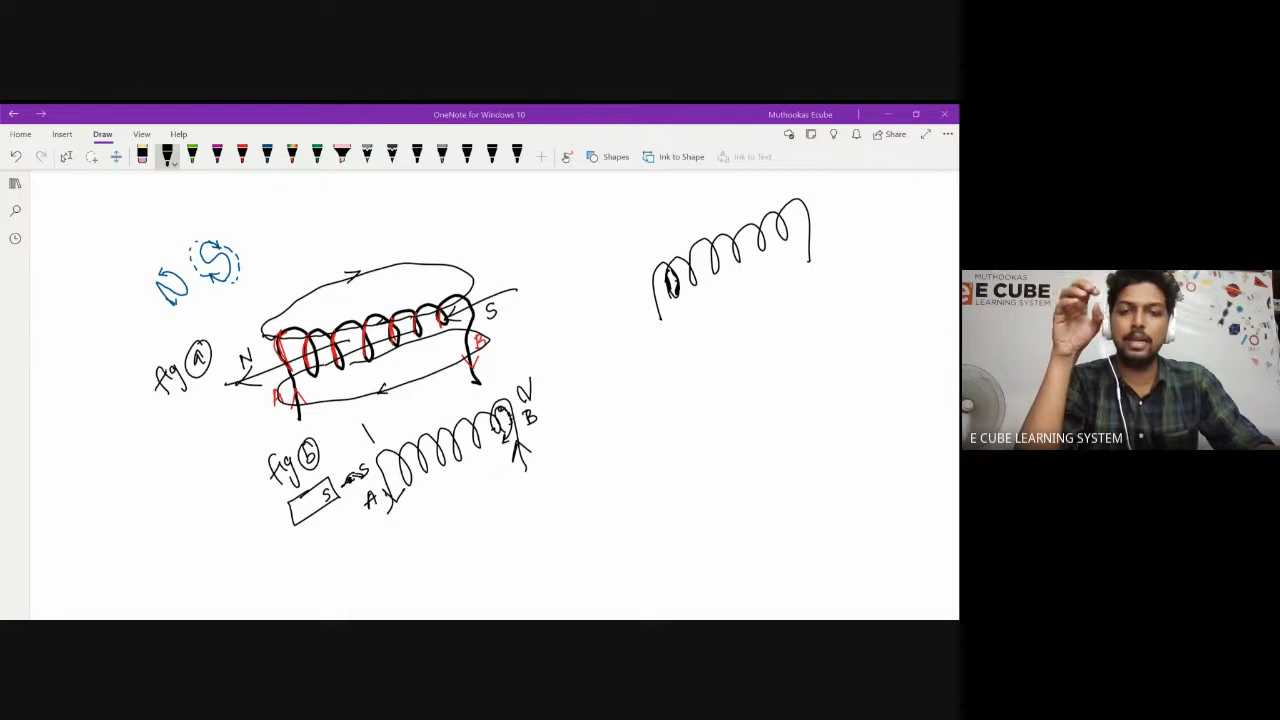 OneNote for Windows 10
Muthookas Ecube
Home Insert Draw View Help
Share
Shapes
Ink to Shape
Ink to Text
N S
S
N
fig a
A
B
fig b
S
S
A
N
B
MUTHOOKAS
E CUBE
LEARNING SYSTEM
E CUBE LEARNING SYSTEM